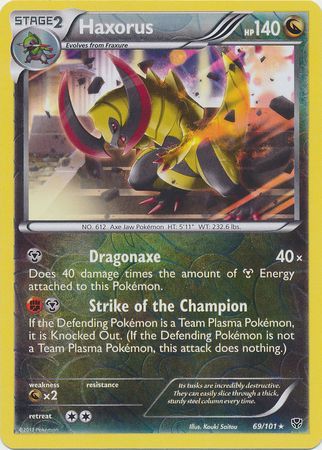 STAGE2
Haxorus
HP140
Evolves from Fraxure
NO. 612 Axe Jaw Pokémon HT: 5'11" WT: 232.6 lbs.
Dragonaxe 40×
Does 40 damage times the amount of Energy
attached to this Pokémon.
Strike of the Champion
If the Defending Pokémon is a Team Plasma Pokémon,
it is Knocked Out. (If the Defending Pokémon is not
a Team Plasma Pokémon, this attack does nothing.)
weakness
×2
resistance
retreat
Its tusks are incredibly destructive.
They can easily slice through a thick,
sturdy steel column every time.
©2013 Pokémon
Illus. Kouki Saitou
69/101 ★